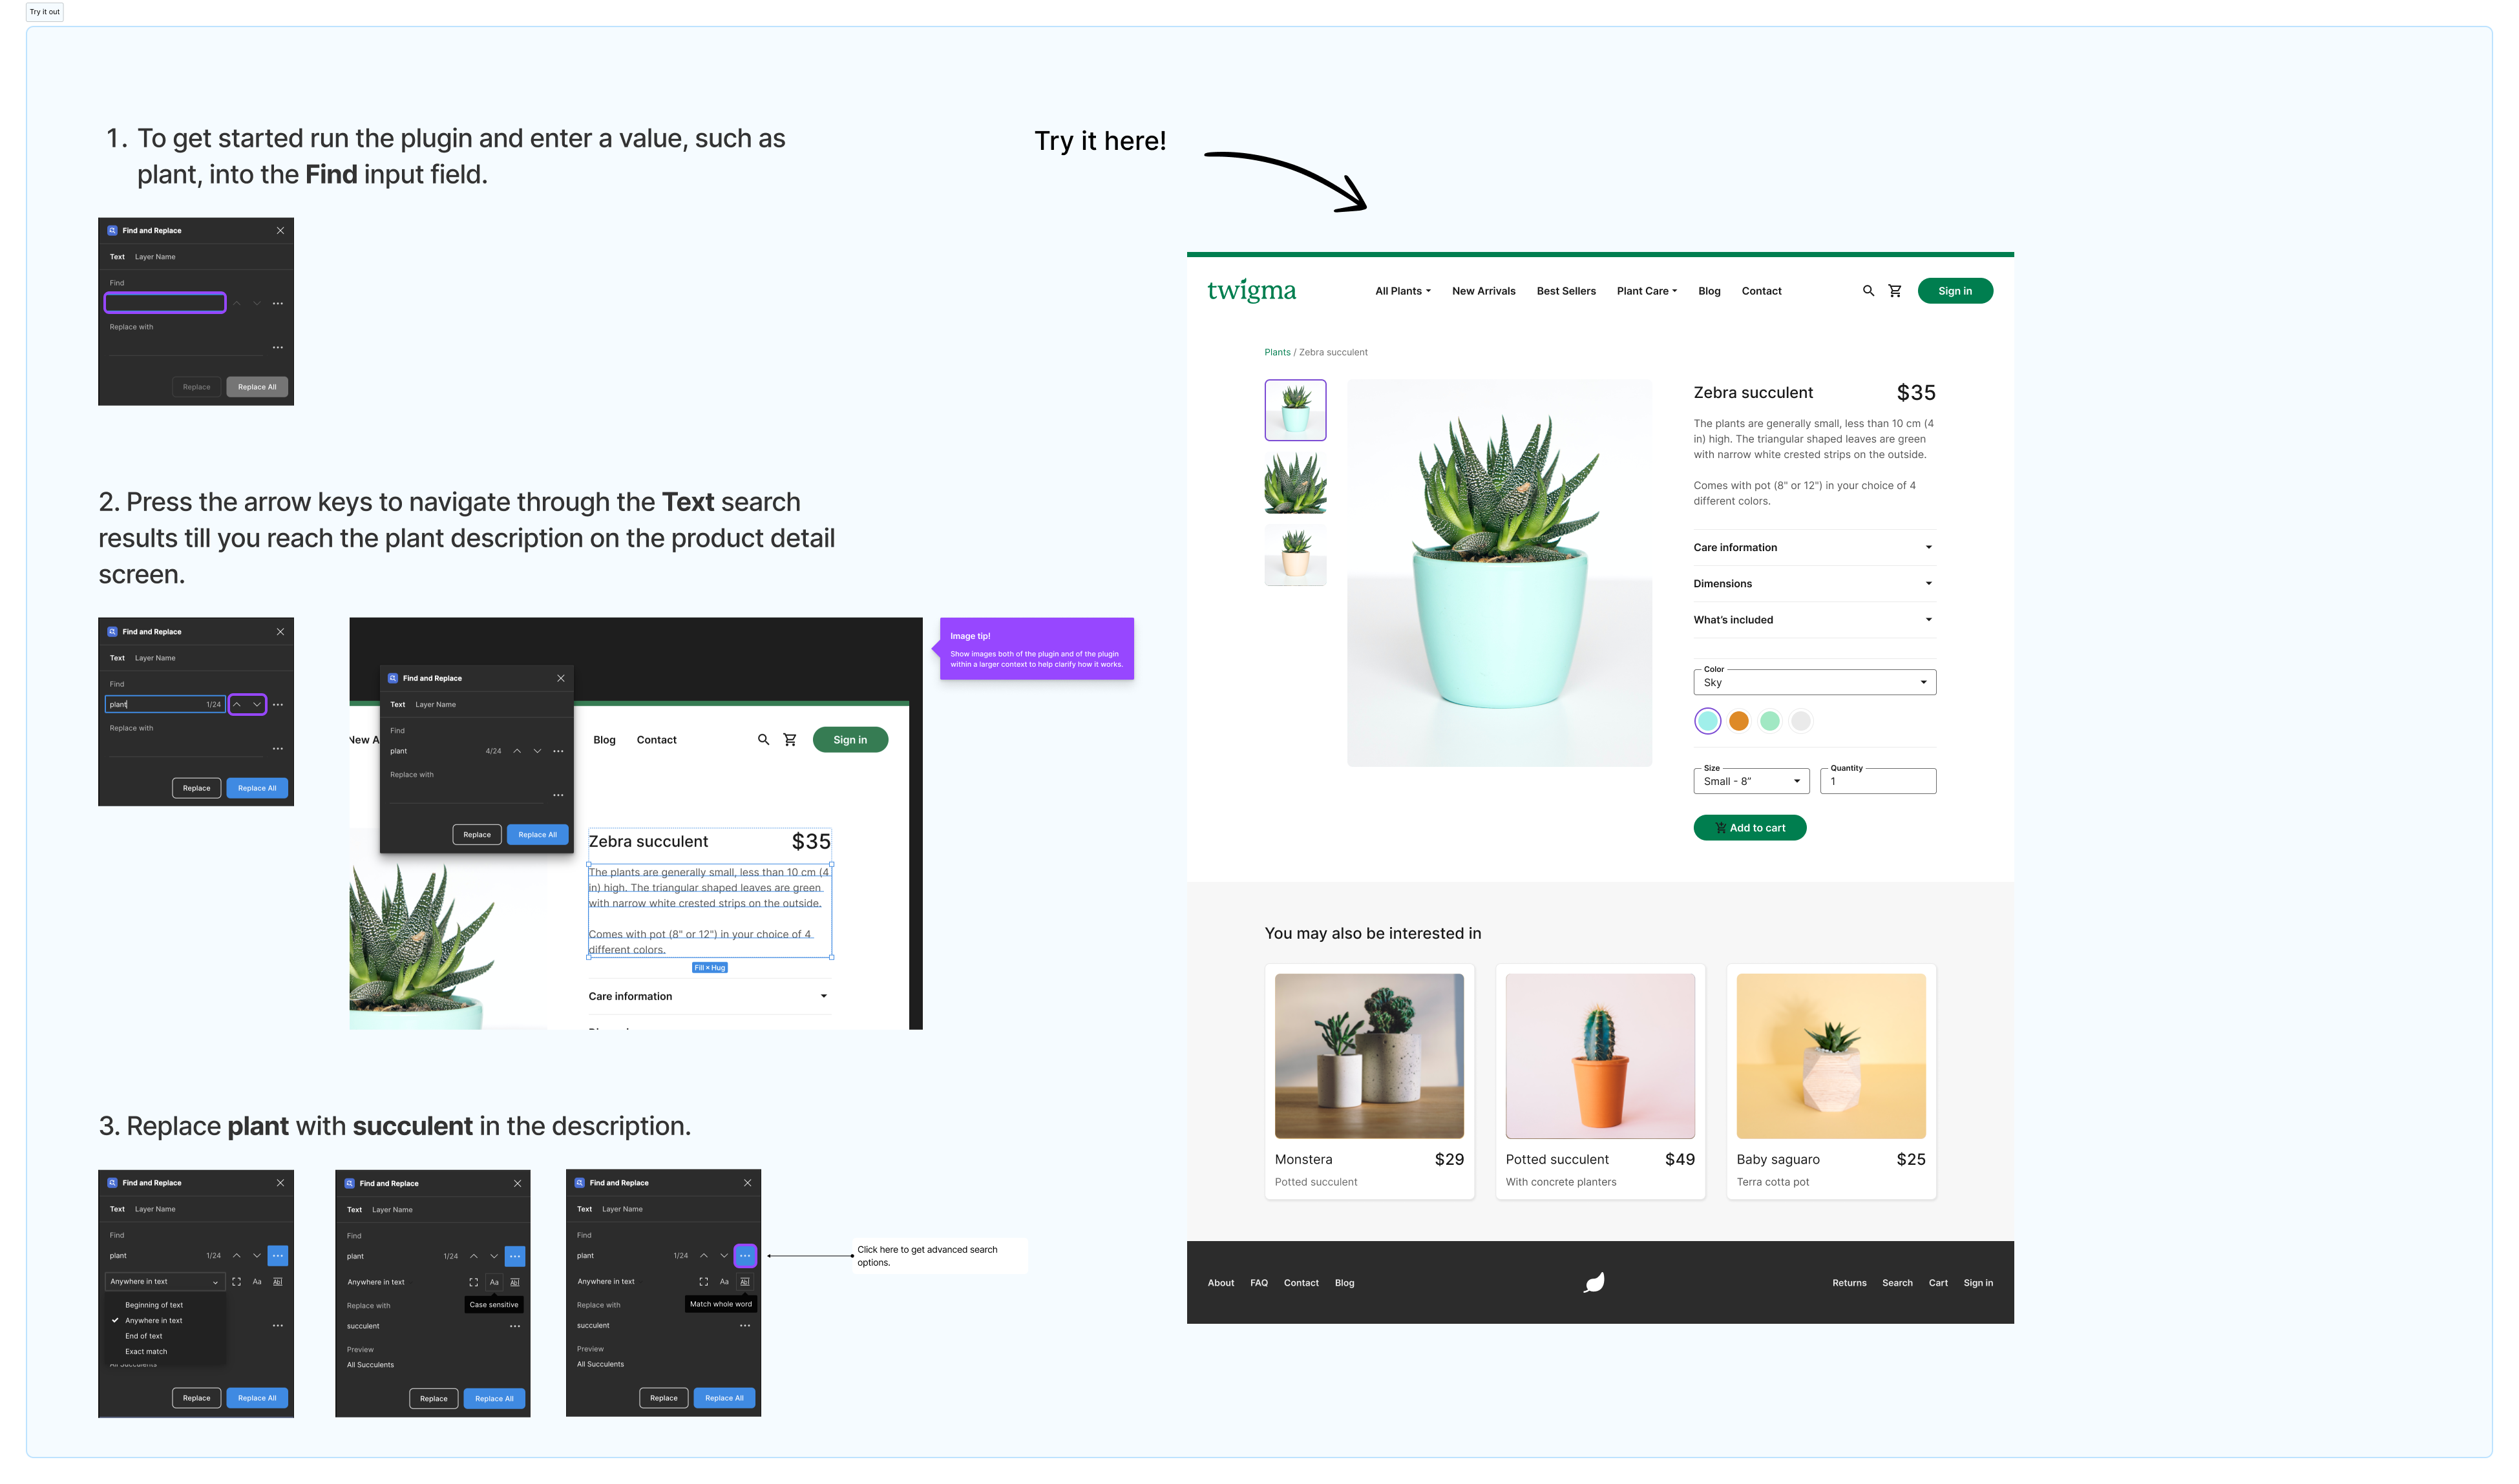 Try it out
1. To get started run the plugin and enter a value, such as
plant, into the Find input field.
Find and Replace
Text Layer Name
Find
Replace with
Replace Replace All
2. Press the arrow keys to navigate through the Text search
results till you reach the plant description on the product detail
screen.
Find and Replace
Text Layer Name
Find
plant 1/24
Replace with
Replace Replace All
Find and Replace
Text Layer Name
Find
plant 4/24
Replace with
Replace Replace All
New A
Blog Contact Sign in
Zebra succulent $35
The plants are generally small, less than 10 cm (4
in) high. The triangular shaped leaves are green
with narrow white crested strips on the outside.
Comes with pot (8" or 12") in your choice of 4
different colors.
Fill × Hug
Care information
Image tip!
Show images both of the plugin and of the plugin
within a larger context to help clarify how it works.
3. Replace plant with succulent in the description.
Find and Replace
Text Layer Name
Find
plant 1/24
Anywhere in text Aa Ab|
Beginning of text
Anywhere in text
End of text
Exact match
All Succulents
Replace Replace All
Find and Replace
Text Layer Name
Find
plant 1/24
Anywhere in text Aa Ab|
Replace with
Case sensitive
succulent
Preview
All Succulents
Replace Replace All
Find and Replace
Text Layer Name
Find
plant 1/24
Anywhere in text Aa Ab|
Replace with
Match whole word
succulent
Preview
All Succulents
Replace Replace All
Click here to get advanced search
options.
Try it here!
twigma
All Plants New Arrivals Best Sellers Plant Care Blog Contact Sign in
Plants / Zebra succulent
Zebra succulent $35
The plants are generally small, less than 10 cm (4
in) high. The triangular shaped leaves are green
with narrow white crested strips on the outside.
Comes with pot (8" or 12") in your choice of 4
different colors.
Care information
Dimensions
What's included
Color
Sky
Size
Small - 8”
Quantity
1
Add to cart
You may also be interested in
Monstera $29
Potted succulent
Potted succulent $49
With concrete planters
Baby saguaro $25
Terra cotta pot
About FAQ Contact Blog
Returns Search Cart Sign in